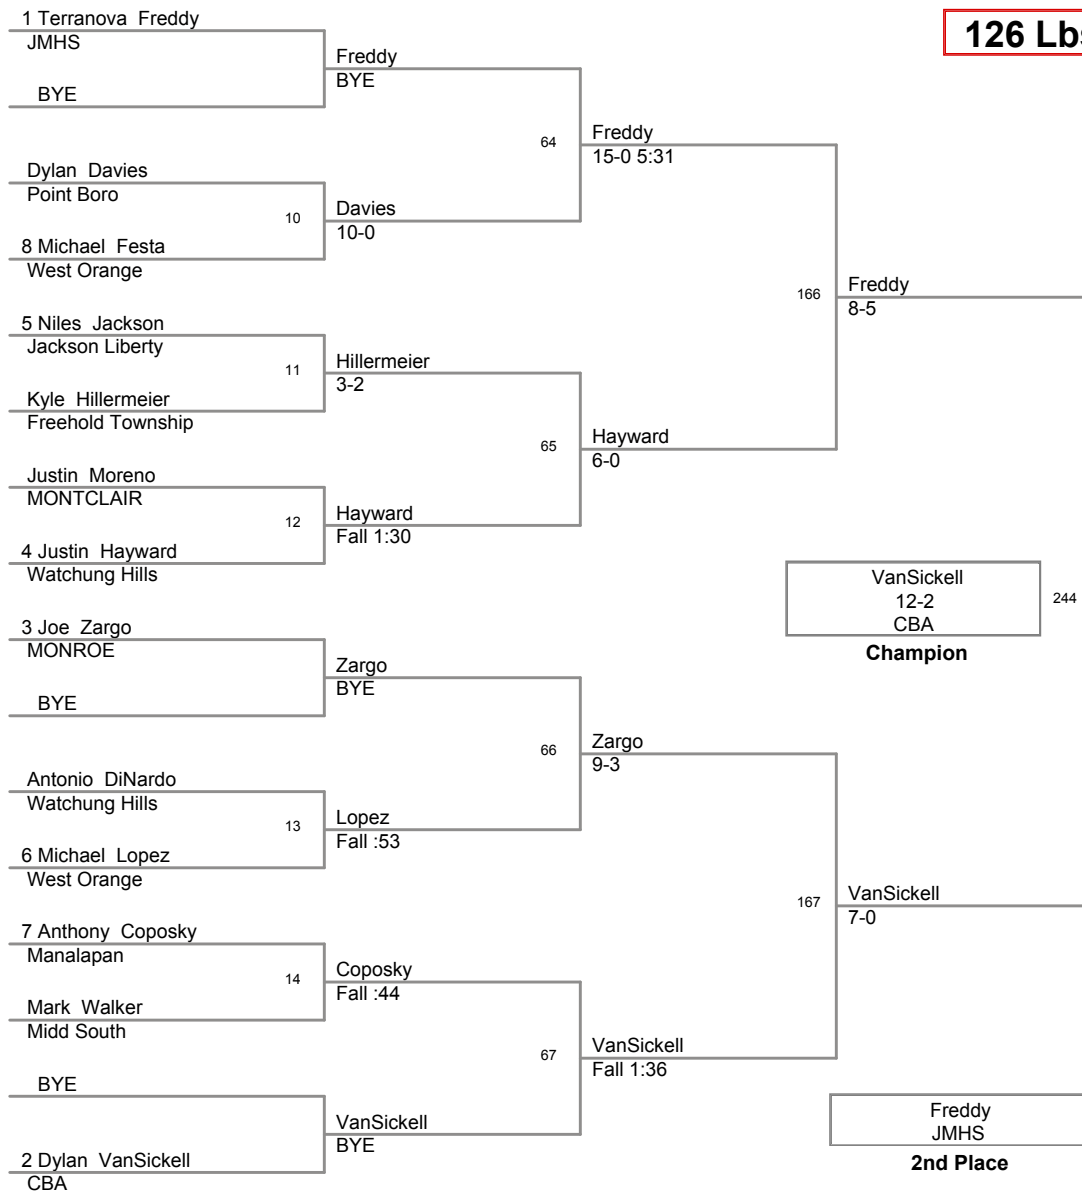 1 Terranova Freddy
JMHS
BYE
Dylan Davies
Point Boro
8 Michael Festa
West Orange
5 Niles Jackson
Jackson Liberty
Kyle Hillermeier
Freehold Township
Justin Moreno
MONTCLAIR
4 Justin Hayward
Watchung Hills
3 Joe Zargo
MONROE
BYE
Antonio DiNardo
Watchung Hills
6 Michael Lopez
West Orange
7 Anthony Coposky
Manalapan
Mark Walker
Midd South
BYE
2 Dylan VanSickell
CBA
10
11
12
13
14
Freddy
BYE
Davies
10-0
Hillermeier
3-2
Hayward
Fall 1:30
Zargo
BYE
Lopez
Fall :53
Coposky
Fall :44
VanSickell
BYE
64
65
66
67
Freddy
15-0 5:31
Hayward
6-0
Zargo
9-3
VanSickell
Fall 1:36
166
167
Freddy
8-5
VanSickell
7-0
126 Lbs
VanSickell
12-2
CBA
244
Champion
Freddy
JMHS
2nd Place